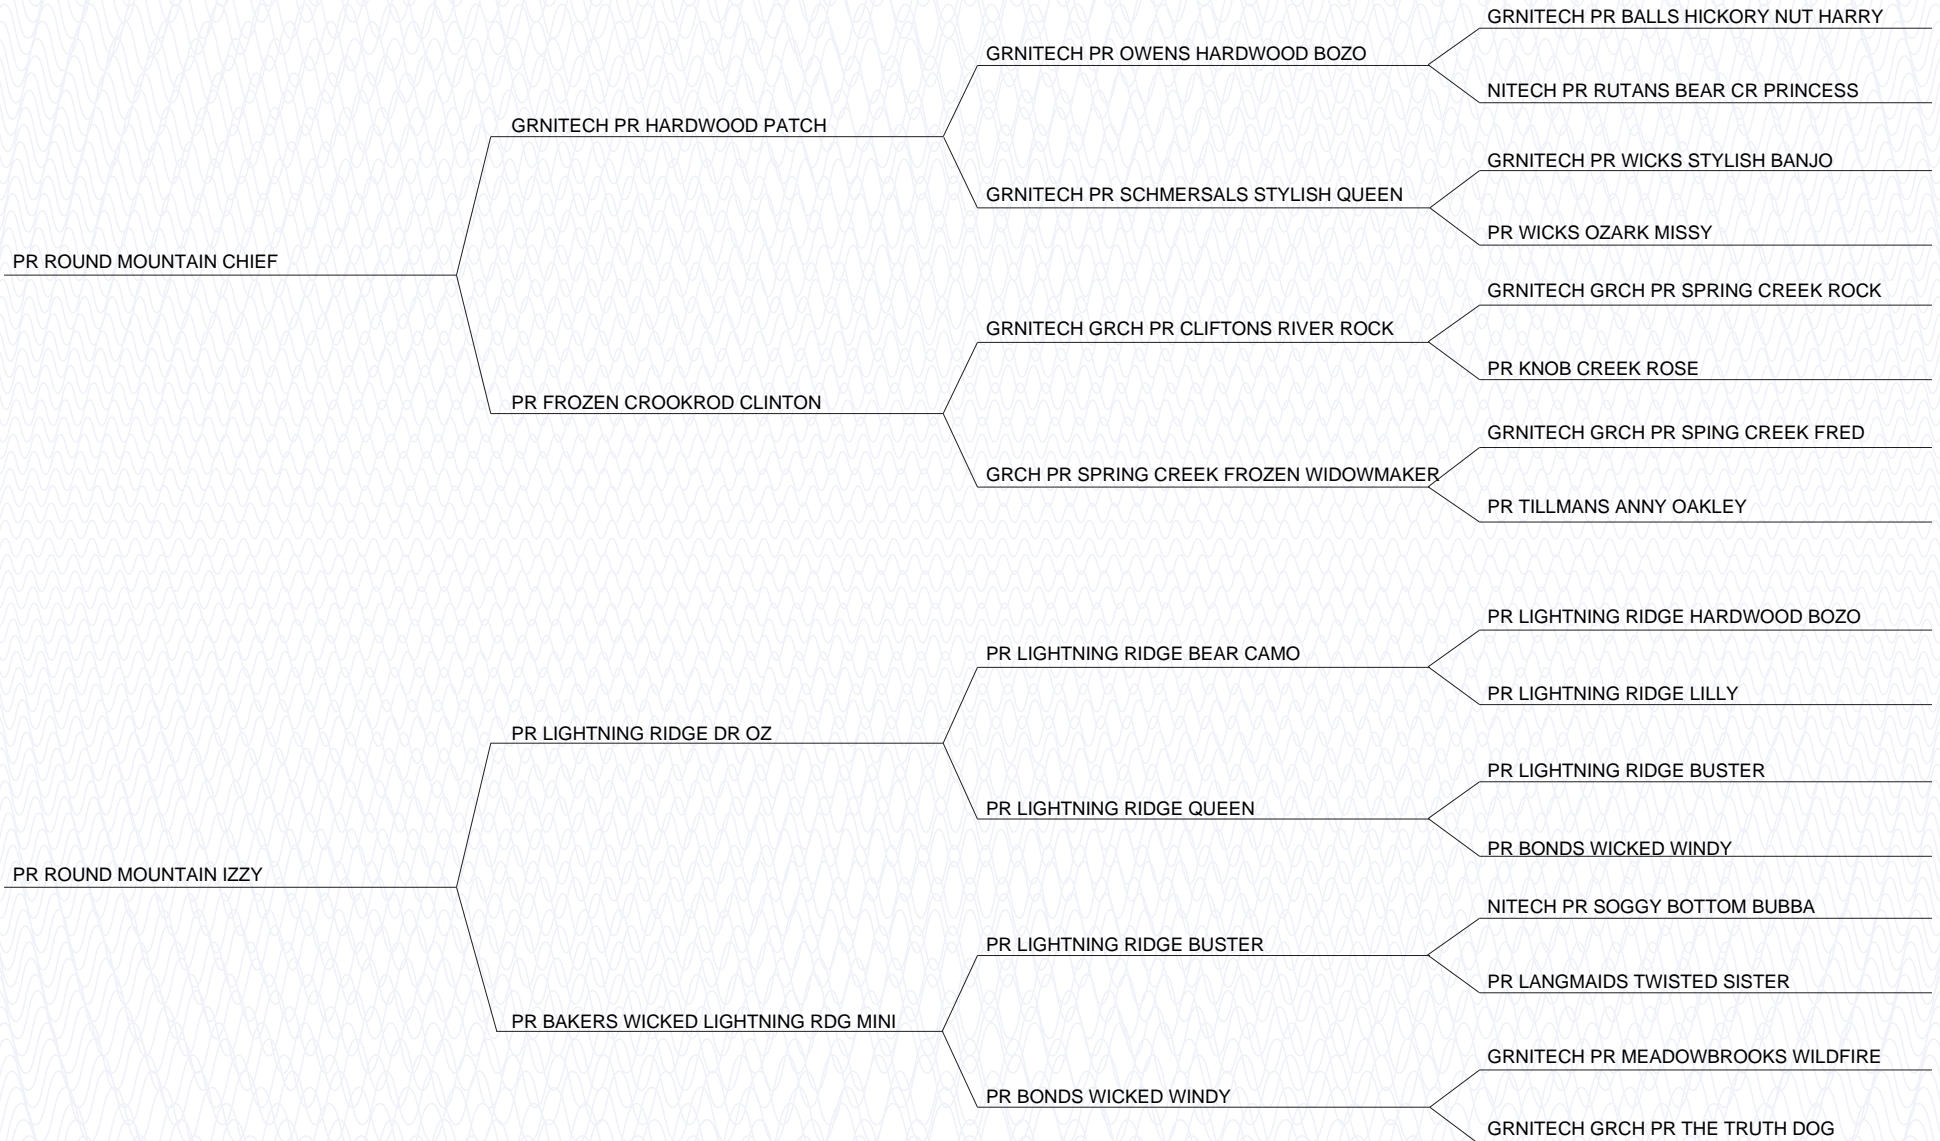 GRNITECH PR BALLS HICKORY NUT HARRY
GRNITECH PR OWENS HARDWOOD BOZO
NITECH PR RUTANS BEAR CR PRINCESS
GRNITECH PR HARDWOOD PATCH
GRNITECH PR WICKS STYLISH BANJO
GRNITECH PR SCHMERSALS STYLISH QUEEN
PR WICKS OZARK MISSY
PR ROUND MOUNTAIN CHIEF
GRNITECH GRCH PR SPRING CREEK ROCK
GRNITECH GRCH PR CLIFTONS RIVER ROCK
PR KNOB CREEK ROSE
PR FROZEN CROOKROD CLINTON
GRNITECH GRCH PR SPING CREEK FRED
GRCH PR SPRING CREEK FROZEN WIDOWMAKER
PR TILLMANS ANNY OAKLEY
PR LIGHTNING RIDGE HARDWOOD BOZO
PR LIGHTNING RIDGE BEAR CAMO
PR LIGHTNING RIDGE LILLY
PR LIGHTNING RIDGE DR OZ
PR LIGHTNING RIDGE BUSTER
PR LIGHTNING RIDGE QUEEN
PR BONDS WICKED WINDY
PR ROUND MOUNTAIN IZZY
NITECH PR SOGGY BOTTOM BUBBA
PR LIGHTNING RIDGE BUSTER
PR LANGMAIDS TWISTED SISTER
PR BAKERS WICKED LIGHTNING RDG MINI
GRNITECH PR MEADOWBROOKS WILDFIRE
PR BONDS WICKED WINDY
GRNITECH GRCH PR THE TRUTH DOG